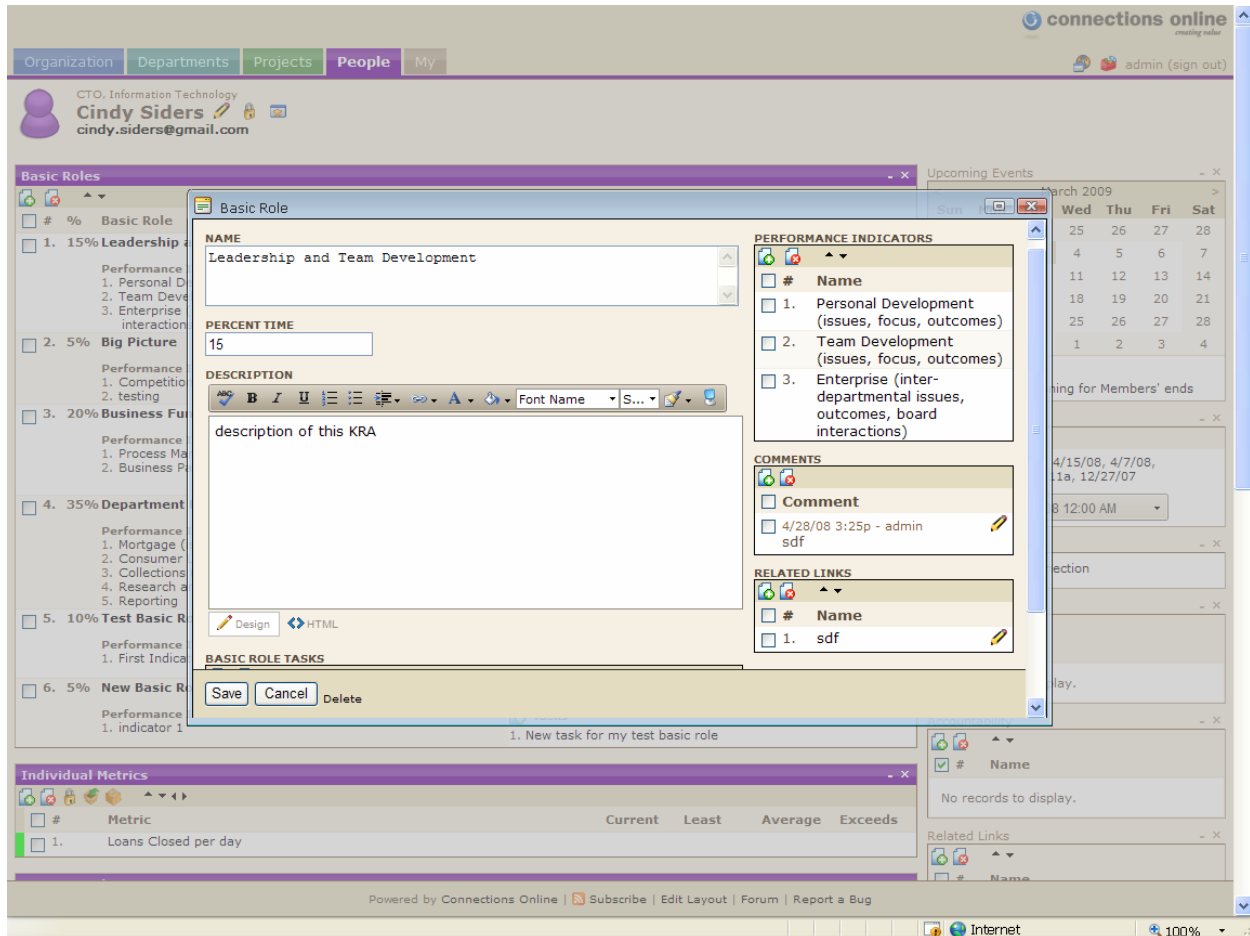 connections online
creating value
Organization Departments Projects People My
admin (sign out)
CTO, Information Technology
Cindy Siders
cindy.siders@gmail.com
Basic Roles
# % Basic Role
1. 15% Leadership a
Performance
1. Personal D
2. Team Deve
3. Enterprise
interaction
2. 5% Big Picture
Performance
1. Competition
2. testing
3. 20% Business Fun
Performance
1. Process Ma
2. Business Pa
4. 35% Department
Performance
1. Mortgage (
2. Consumer
3. Collections
4. Research a
5. Reporting
5. 10% Test Basic Ro
Performance
1. First Indica
6. 5% New Basic Ro
Performance
1. indicator 1
1. New task for my test basic role
Basic Role
NAME
Leadership and Team Development
PERCENT TIME
15
DESCRIPTION
ABC B I U A Font Name S...
description of this KRA
Design HTML
BASIC ROLE TASKS
Save Cancel Delete
PERFORMANCE INDICATORS
# Name
1. Personal Development
(issues, focus, outcomes)
2. Team Development
(issues, focus, outcomes)
3. Enterprise (inter-
departmental issues,
outcomes, board
interactions)
COMMENTS
Comment
4/28/08 3:25p - admin
sdf
RELATED LINKS
# Name
1. sdf
Upcoming Events
March 2009 >
Sun Wed Thu Fri Sat
25 26 27 28
4 5 6 7
11 12 13 14
18 19 20 21
25 26 27 28
1 2 3 4
ning for Members' ends
4/15/08, 4/7/08,
11a, 12/27/07
8 12:00 AM
ection
lay.
Accountability
# Name
No records to display.
Related Links
# Name
Individual Metrics
# Metric Current Least Average Exceeds
1. Loans Closed per day
Powered by Connections Online | Subscribe | Edit Layout | Forum | Report a Bug
Internet 100%